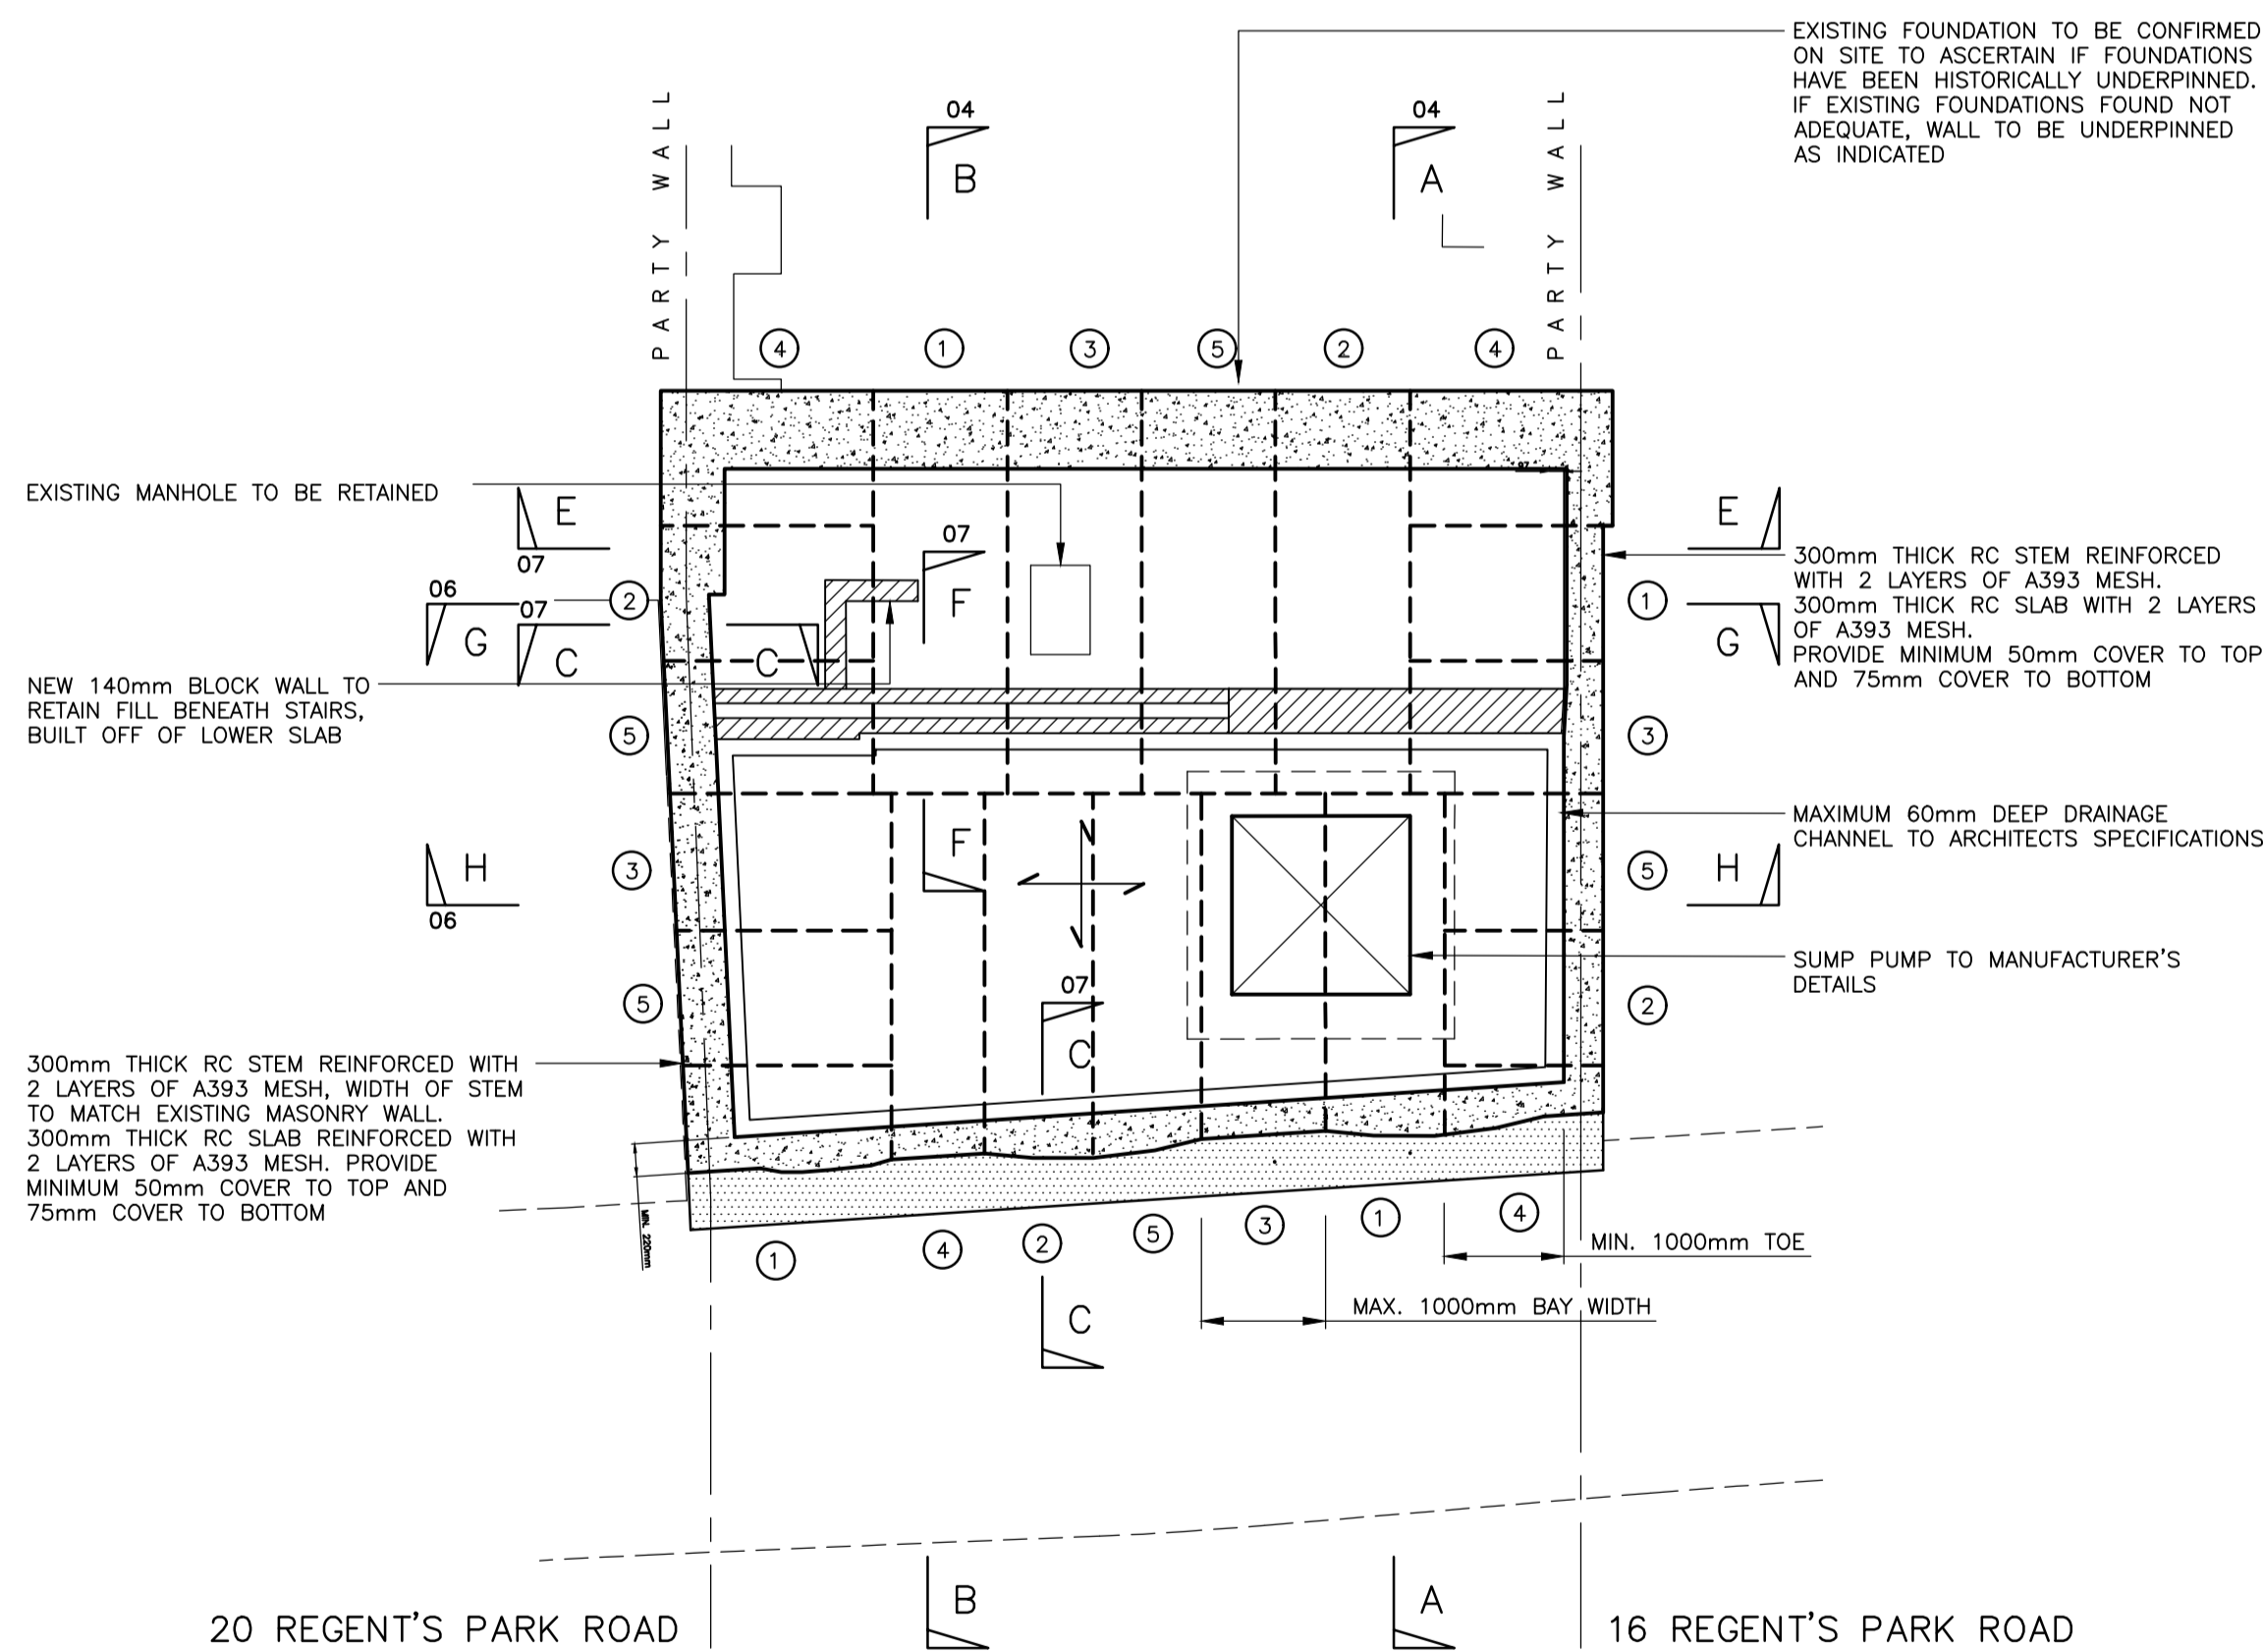 EXISTING FOUNDATION TO BE CONFIRMED
ON SITE TO ASCERTAIN IF FOUNDATIONS
HAVE BEEN HISTORICALLY UNDERPINNED.
IF EXISTING FOUNDATIONS FOUND NOT
ADEQUATE, WALL TO BE UNDERPINNED
AS INDICATED
PARTY WALL
PARTY WALL
04
B
04
A
4
1
3
5
2
4
EXISTING MANHOLE TO BE RETAINED
E
07
07
F
E
300mm THICK RC STEM REINFORCED
WITH 2 LAYERS OF A393 MESH.
300mm THICK RC SLAB WITH 2 LAYERS
OF A393 MESH.
PROVIDE MINIMUM 50mm COVER TO TOP
AND 75mm COVER TO BOTTOM
06
G
07
C
C
2
1
G
NEW 140mm BLOCK WALL TO
RETAIN FILL BENEATH STAIRS,
BUILT OFF OF LOWER SLAB
5
3
MAXIMUM 60mm DEEP DRAINAGE
CHANNEL TO ARCHITECTS SPECIFICATIONS
H
06
3
F
5
H
SUMP PUMP TO MANUFACTURER'S
DETAILS
5
07
C
2
300mm THICK RC STEM REINFORCED WITH
2 LAYERS OF A393 MESH, WIDTH OF STEM
TO MATCH EXISTING MASONRY WALL.
300mm THICK RC SLAB REINFORCED WITH
2 LAYERS OF A393 MESH. PROVIDE
MINIMUM 50mm COVER TO TOP AND
75mm COVER TO BOTTOM
MIN. 220mm
1
4
2
5
3
1
4
MIN. 1000mm TOE
MAX. 1000mm BAY WIDTH
C
B
A
20 REGENT'S PARK ROAD
16 REGENT'S PARK ROAD